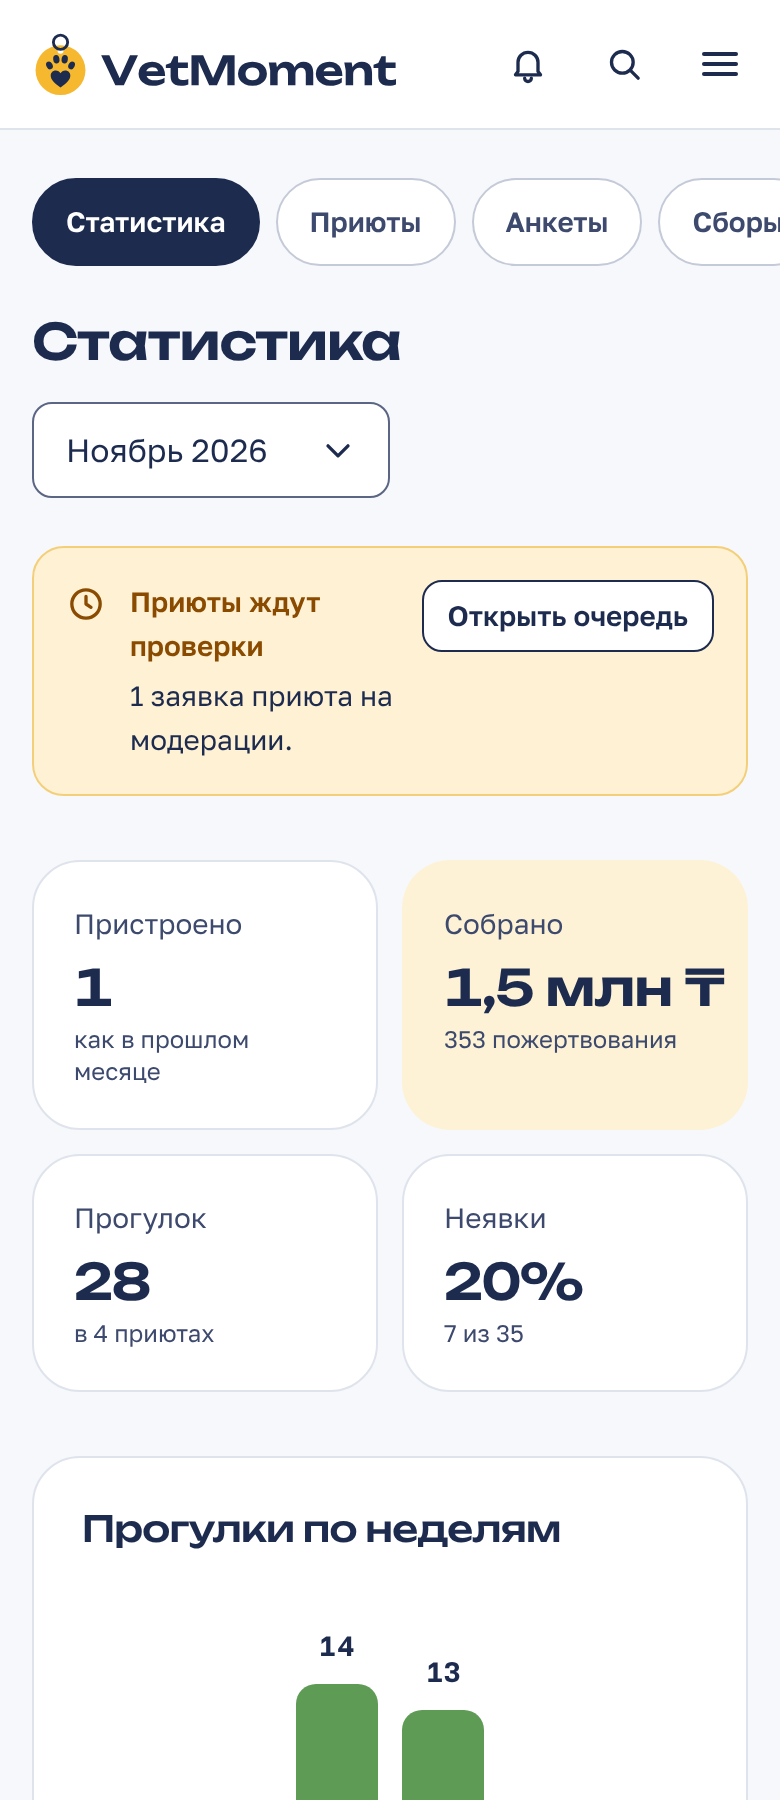 VetMoment
Статистика Приюты Анкеты Сборы
Статистика
Ноябрь 2026
Приюты ждут
проверки
1 заявка приюта на
модерации.
Открыть очередь
Пристроено
1
как в прошлом
месяце
Собрано
1,5 млн ₸
353 пожертвования
Прогулок
28
в 4 приютах
Неявки
20%
7 из 35
Прогулки по неделям
14
13